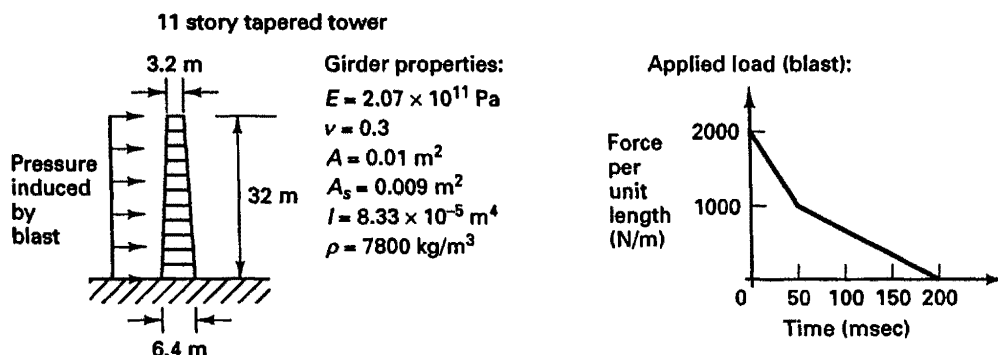 11 story tapered tower
3.2 m
Pressure
induced
by
blast
32 m
6.4 m
Girder properties:
E = 2.07 × 10¹¹ Pa
ν = 0.3
A = 0.01 m²
Aₛ = 0.009 m²
I = 8.33 × 10⁻⁵ m⁴
ρ = 7800 kg/m³
Applied load (blast):
Force
per
unit
length
(N/m)
2000
1000
0 50 100 150 200
Time (msec)